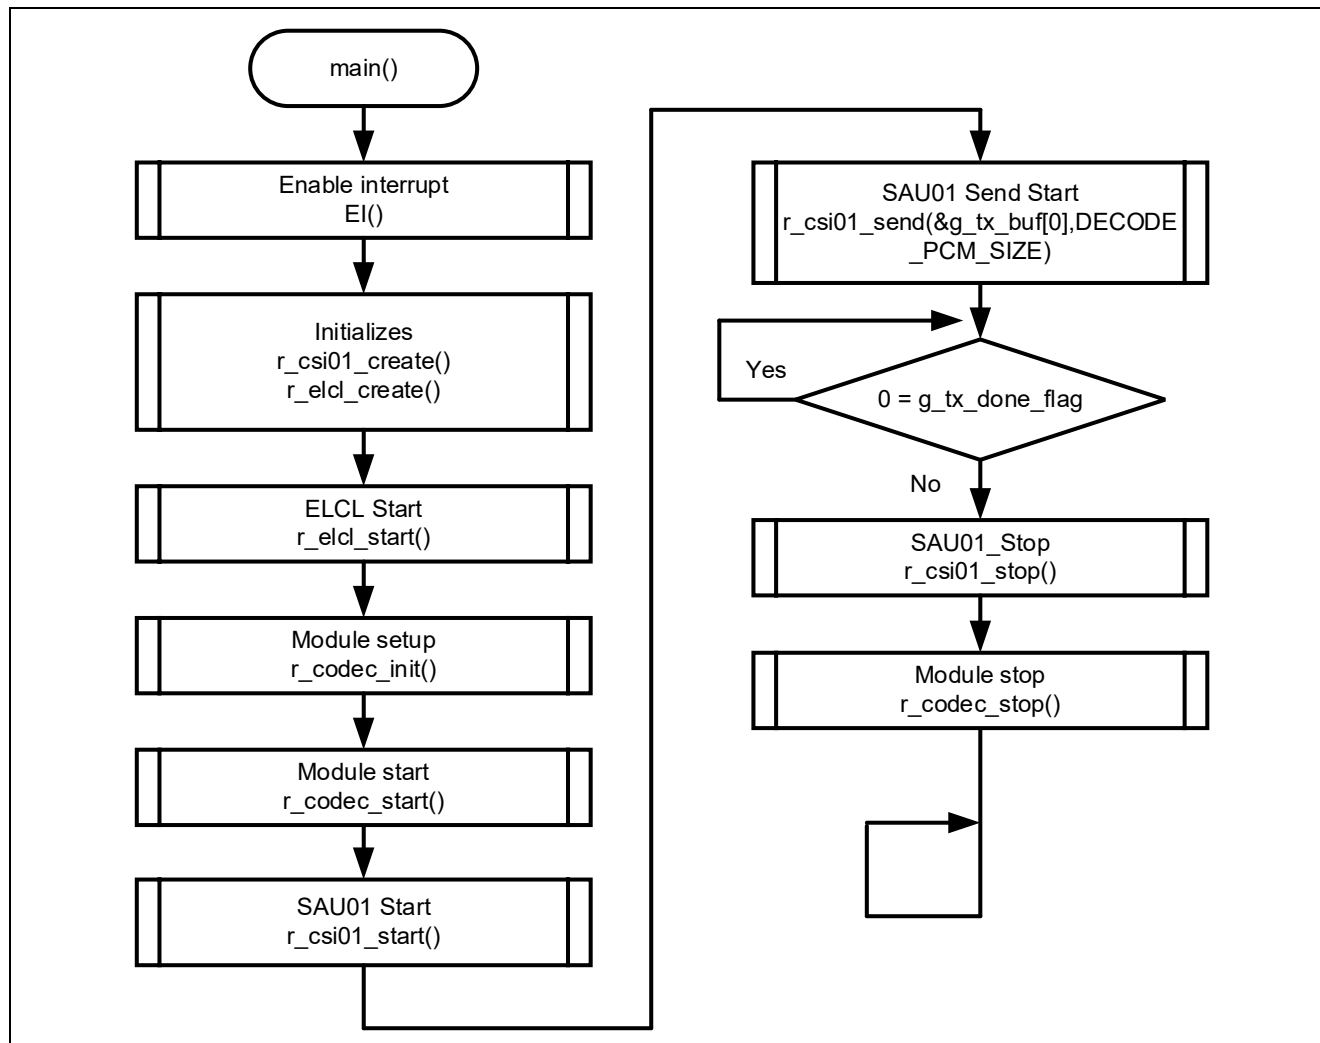 main()
Enable interrupt
EI()
Initializes
r_csi01_create()
r_elcl_create()
ELCL Start
r_elcl_start()
Module setup
r_codec_init()
Module start
r_codec_start()
SAU01 Start
r_csi01_start()
SAU01 Send Start
r_csi01_send(&g_tx_buf[0],DECODE
_PCM_SIZE)
Yes
0 = g_tx_done_flag
No
SAU01_Stop
r_csi01_stop()
Module stop
r_codec_stop()